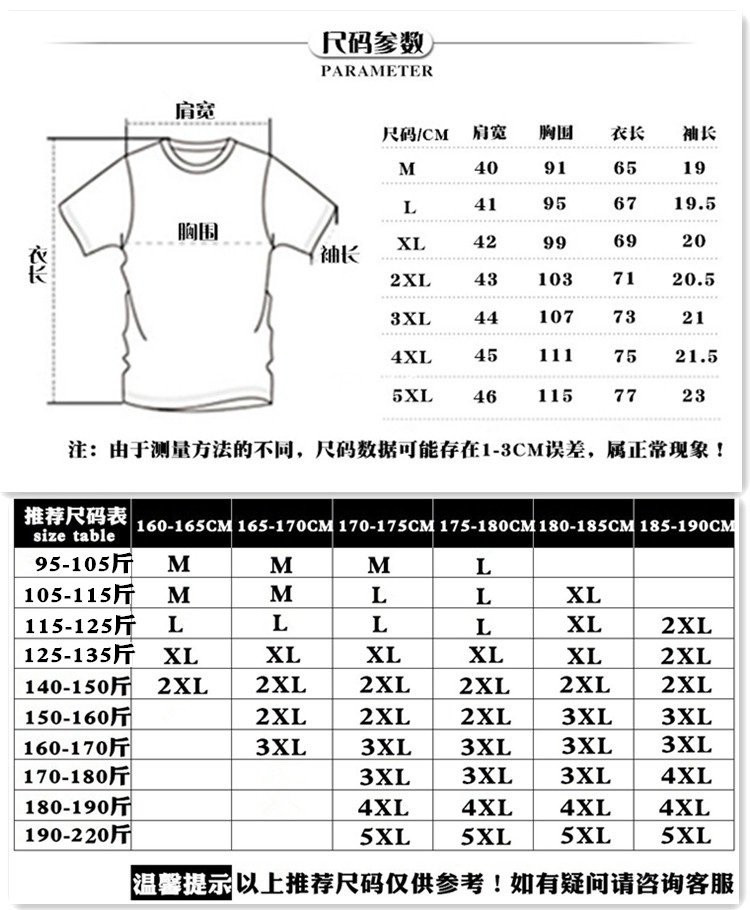 尺码参数
PARAMETER
肩宽
胸围
衣长
袖长
尺码/CM 肩宽 胸围 衣长 袖长
M 40 91 65 19
L 41 95 67 19.5
XL 42 99 69 20
2XL 43 103 71 20.5
3XL 44 107 73 21
4XL 45 111 75 21.5
5XL 46 115 77 23
注：由于测量方法的不同，尺码数据可能存在1-3CM误差，属正常现象！
推荐尺码表
size table
160-165CM 165-170CM 170-175CM 175-180CM 180-185CM 185-190CM
95-105斤 M M M L
105-115斤 M M L L XL
115-125斤 L L L L XL 2XL
125-135斤 XL XL XL XL XL 2XL
140-150斤 2XL 2XL 2XL 2XL 2XL 2XL
150-160斤 2XL 2XL 2XL 3XL 3XL
160-170斤 3XL 3XL 3XL 3XL 3XL
170-180斤 3XL 3XL 3XL 4XL
180-190斤 4XL 4XL 4XL 4XL
190-220斤 5XL 5XL 5XL 5XL
温馨提示 以上推荐尺码仅供参考！如有疑问请咨询客服